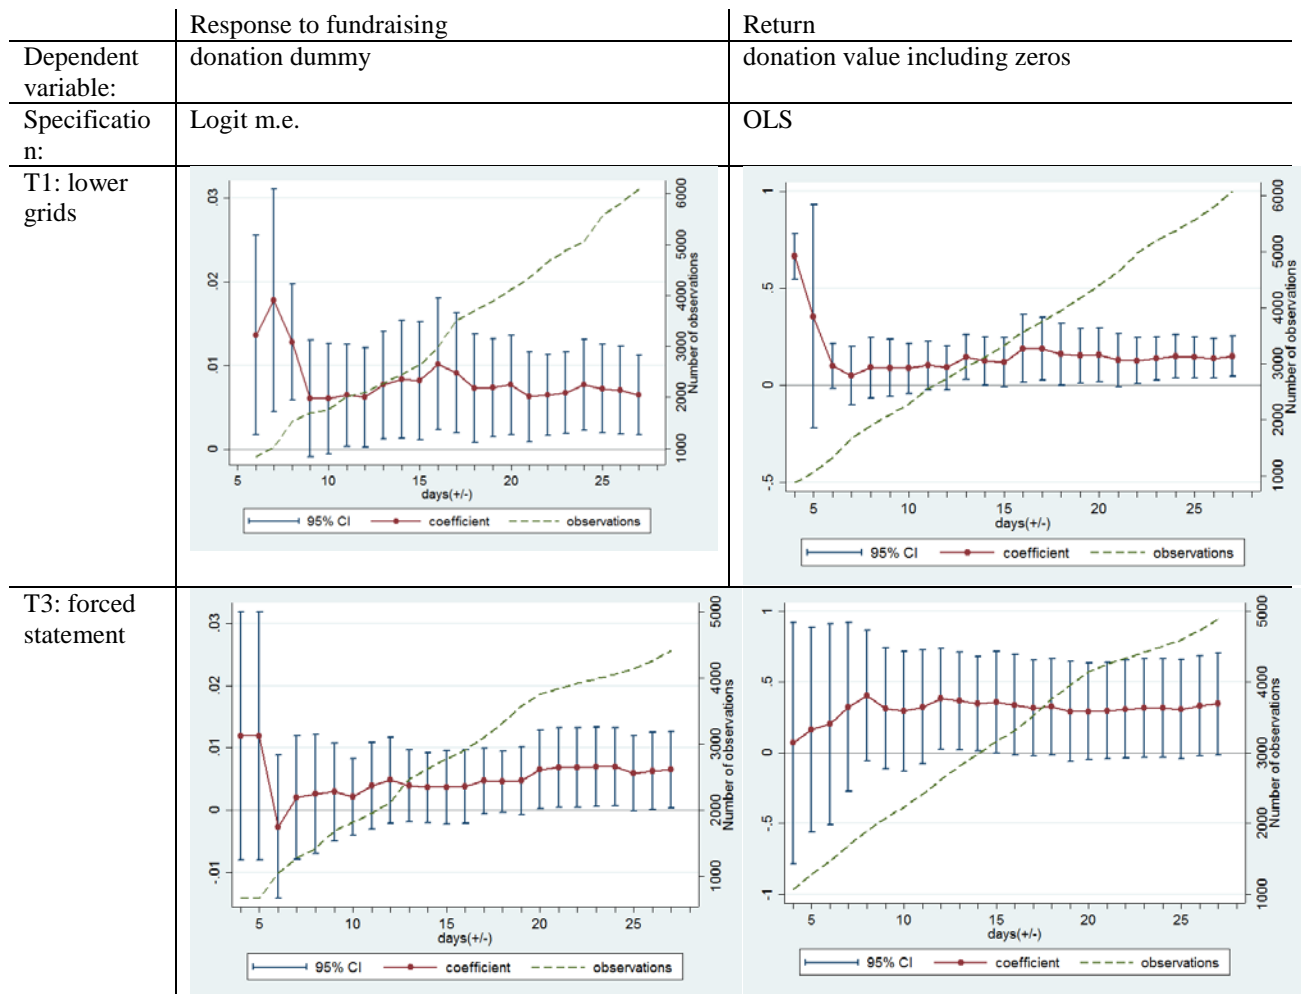 Response to fundraising
Return
Dependent
variable:
donation dummy
donation value including zeros
Specificatio
n:
Logit m.e.
OLS
T1: lower
grids
.03
.02
.01
0
6000
5000
4000
3000
2000
1000
Number of observations
5 10 15 20 25
days(+/-)
95% CI coefficient observations
1
.5
0
-.5
6000
5000
4000
3000
2000
1000
Number of observations
5 10 15 20 25
days(+/-)
95% CI coefficient observations
T3: forced
statement
.03
.02
.01
0
-.01
5000
4000
3000
2000
1000
Number of observations
5 10 15 20 25
days(+/-)
95% CI coefficient observations
1
.5
0
-.5
-1
5000
4000
3000
2000
1000
Number of observations
5 10 15 20 25
days(+/-)
95% CI coefficient observations